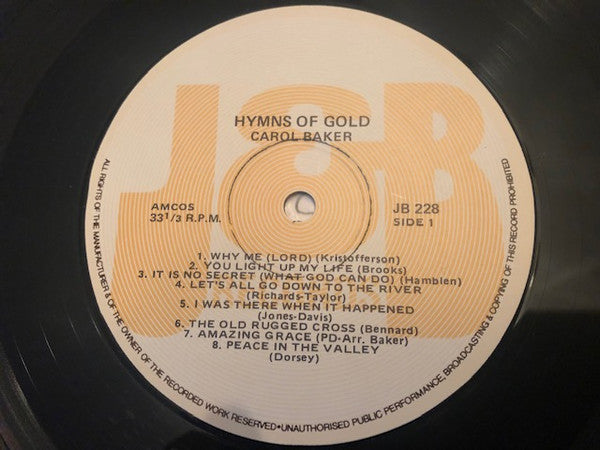 J&B
HYMNS OF GOLD
CAROL BAKER
AMCOS
33 1/3 R.P.M.
JB 228
SIDE 1
1. WHY ME (LORD) (Kristofferson)
2. YOU LIGHT UP MY LIFE (Brooks)
3. IT IS NO SECRET (WHAT GOD CAN DO) (Hamblen)
4. LET'S ALL GO DOWN TO THE RIVER
(Richards-Taylor)
5. I WAS THERE WHEN IT HAPPENED
(Jones-Davis)
6. THE OLD RUGGED CROSS (Bennard)
7. AMAZING GRACE (PD-Arr. Baker)
8. PEACE IN THE VALLEY
(Dorsey)
ALL RIGHTS OF THE MANUFACTURER & OF THE OWNER OF THE RECORDED WORK RESERVED•UNAUTHORISED PUBLIC PERFORMANCE, BROADCASTING & COPYING OF THIS RECORD PROHIBITED